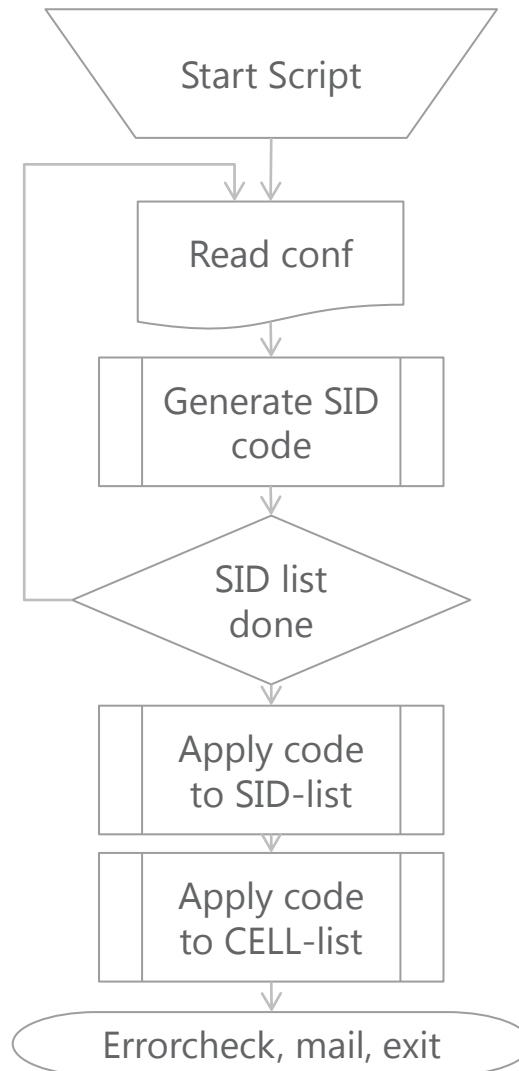 Start Script
Read conf
Generate SID
code
SID list
done
Apply code
to SID-list
Apply code
to CELL-list
Errorcheck, mail, exit